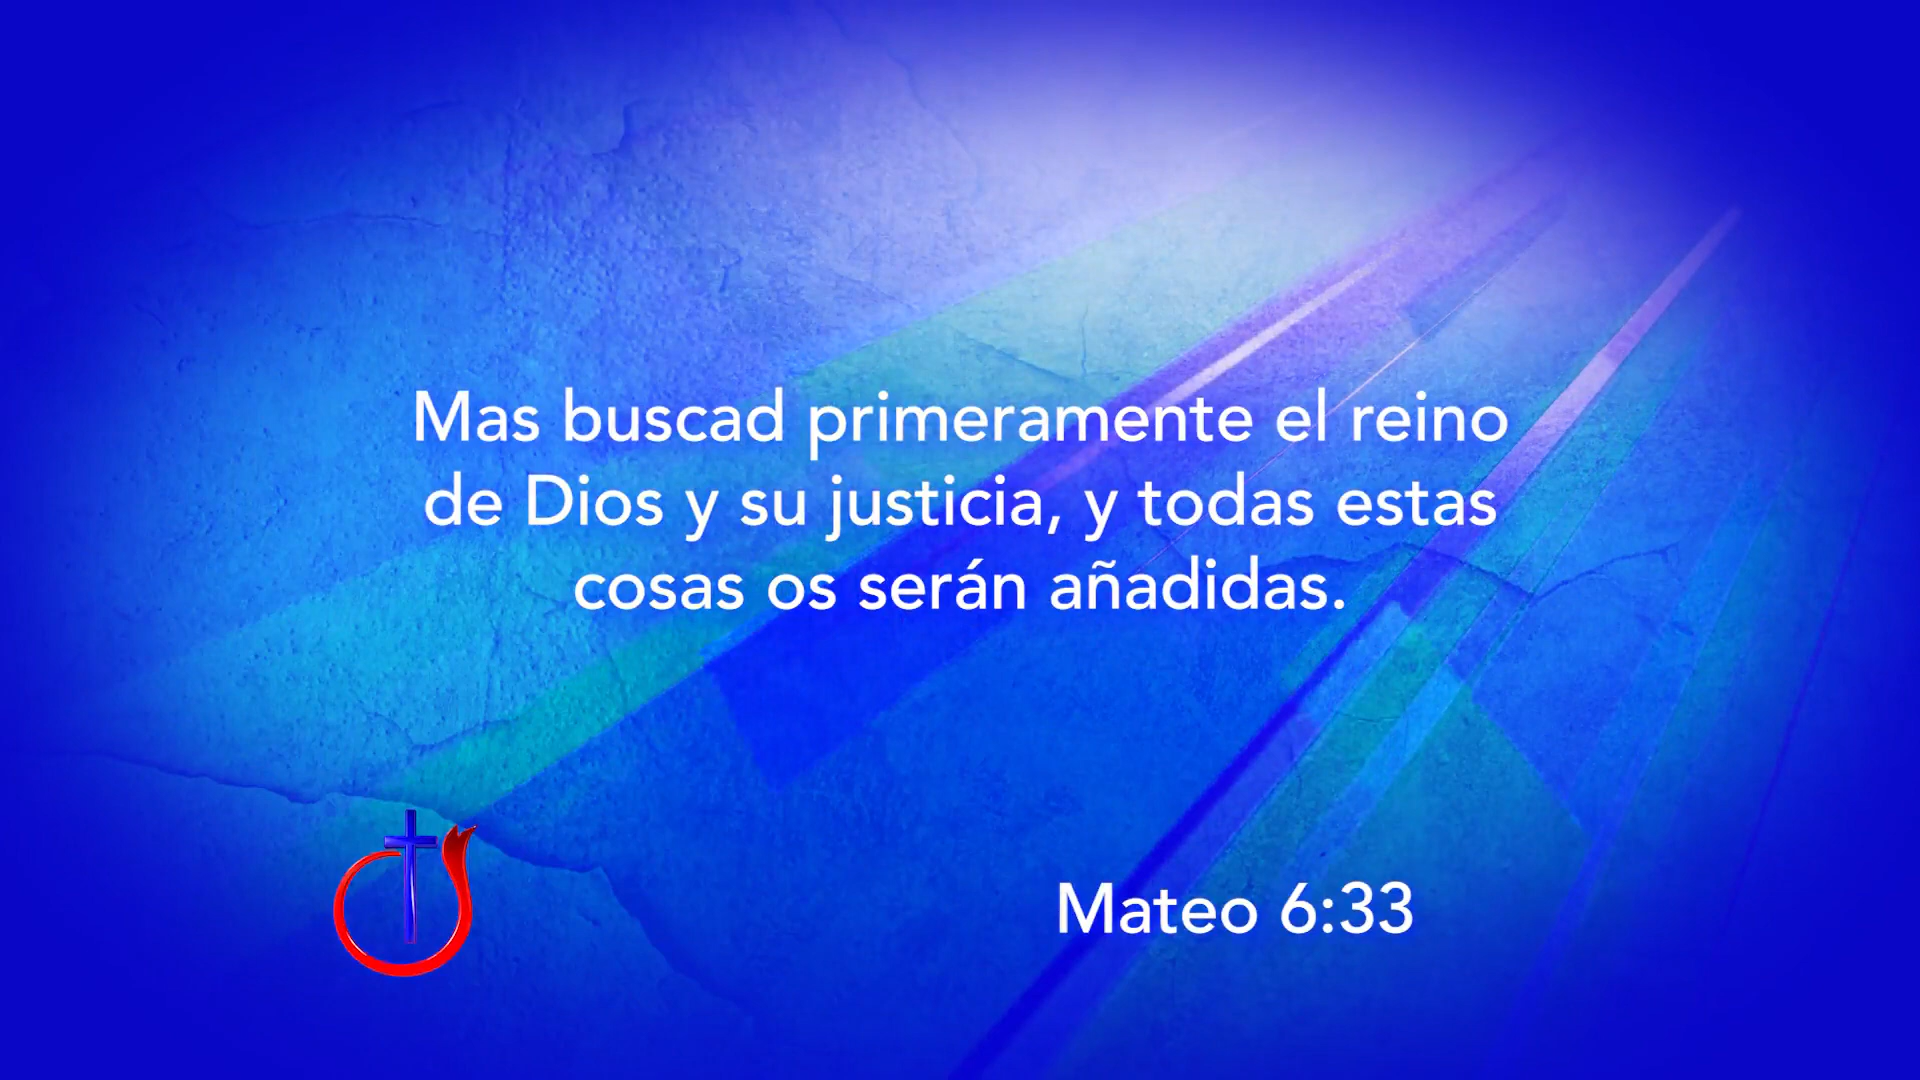 Mas buscad primeramente el reino
de Dios y su justicia, y todas estas
cosas os serán añadidas.
Mateo 6:33